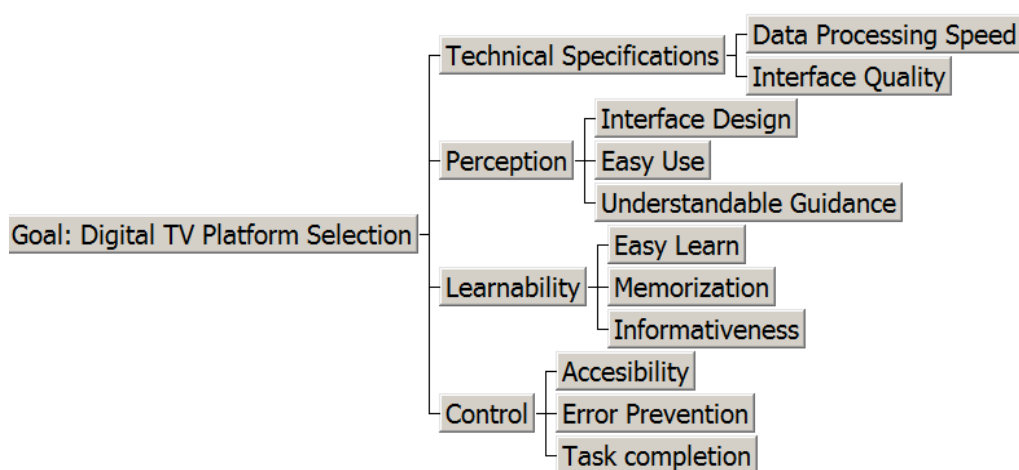 Goal: Digital TV Platform Selection
Technical Specifications
Data Processing Speed
Interface Quality
Perception
Interface Design
Easy Use
Understandable Guidance
Learnability
Easy Learn
Memorization
Informativeness
Control
Accesibility
Error Prevention
Task completion